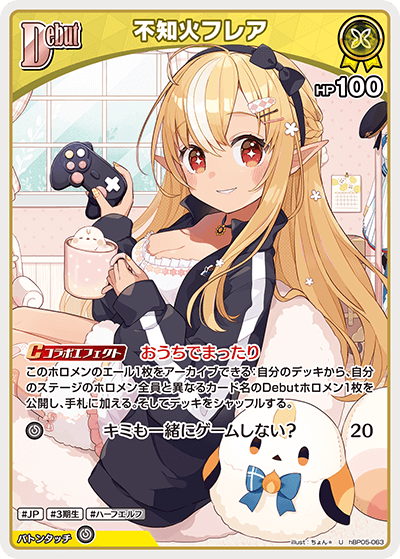 Debut
不知火フレア
HP100
コラボエフェクト おうちでまったり
このホロメンのエール1枚をアーカイブできる：自分のデッキから、自
分のステージのホロメン全員と異なるカード名のDebutホロメン1枚を
公開し、手札に加える。そしてデッキをシャッフルする。
キミも一緒にゲームしない？ 20
#JP #3期生 #ハーフエルフ
バトンタッチ
illust：ちょん＊ U hBP05-063